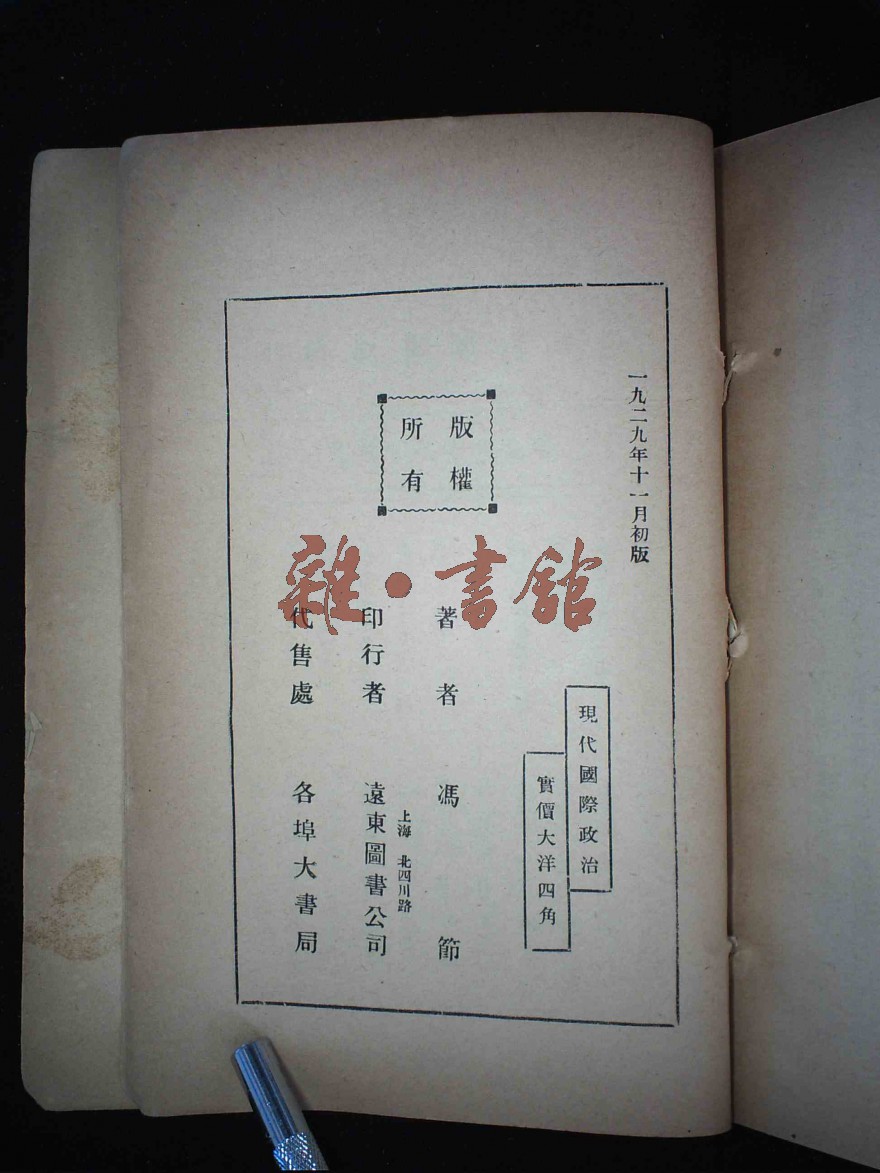 一九二九年十一月初版
現代國際政治
實價大洋四角
版權
所有
著者 馮節
上海 北四川路
印行者 遠東圖書公司
代售處 各埠大書局
雜·書館